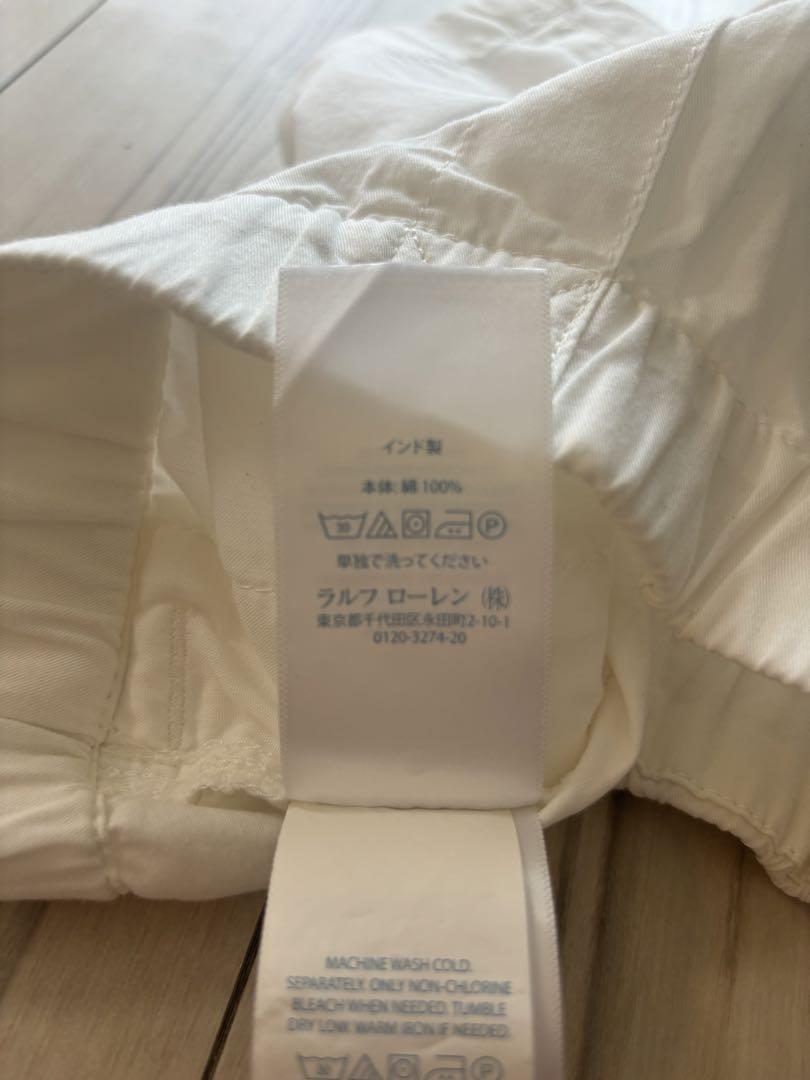 インド製
本体: 綿 100%
30 P
単独で洗ってください
ラルフ ローレン (株)
東京都千代田区永田町2-10-1
0120-3274-20
MACHINE WASH COLD.
SEPARATELY. ONLY NON-CHLORINE
BLEACH WHEN NEEDED. TUMBLE
DRY LOW. WARM IRON IF NEEDED.
30 P